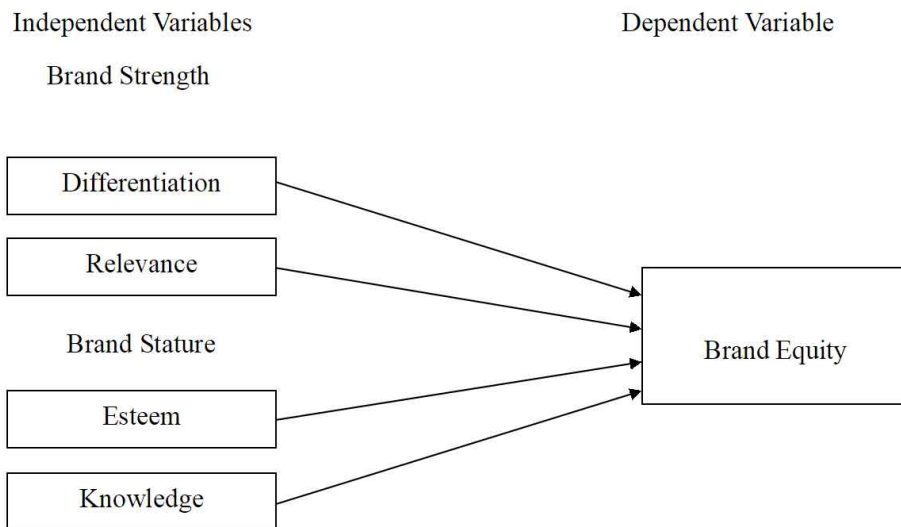 Independent Variables
Dependent Variable
Brand Strength
Differentiation
Relevance
Brand Stature
Brand Equity
Esteem
Knowledge